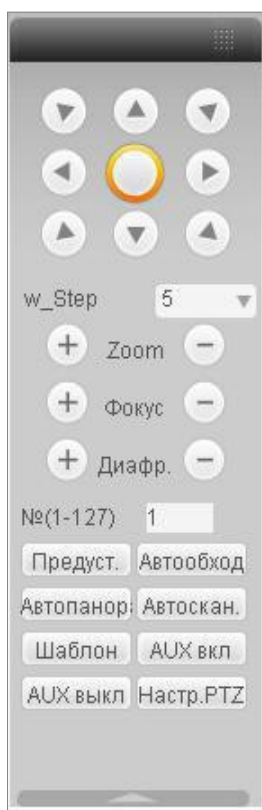 w_Step 5
+ Zoom −
+ Фокус −
+ Диафр. −
№(1-127) 1
Предуст. Автообход
Автопанор Автоскан.
Шаблон AUX вкл
AUX выкл Настр.PTZ